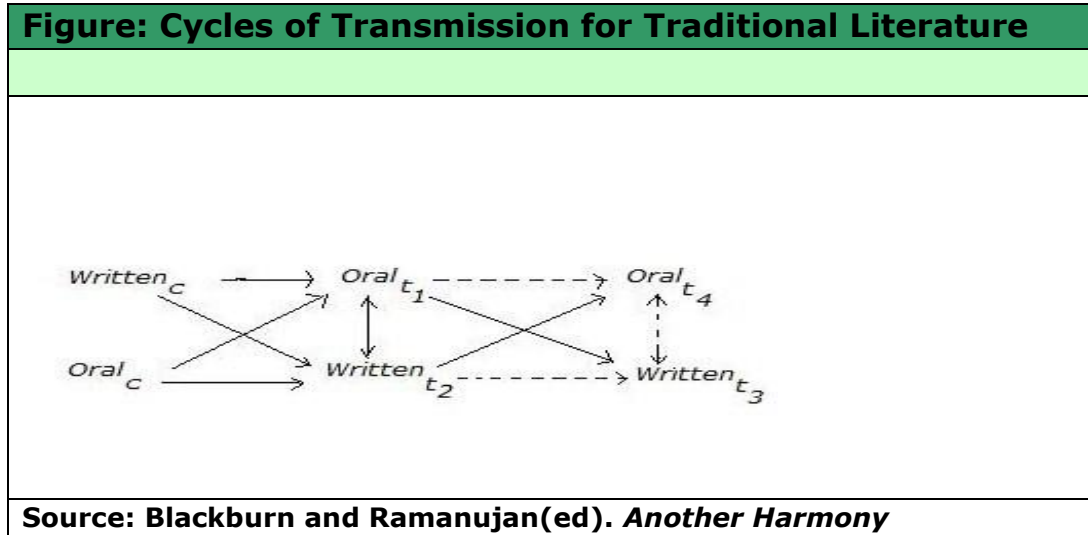 Figure: Cycles of Transmission for Traditional Literature
Written c Oral t1 Oral t4
Oral c Written t2 Written t3
Source: Blackburn and Ramanujan(ed). Another Harmony